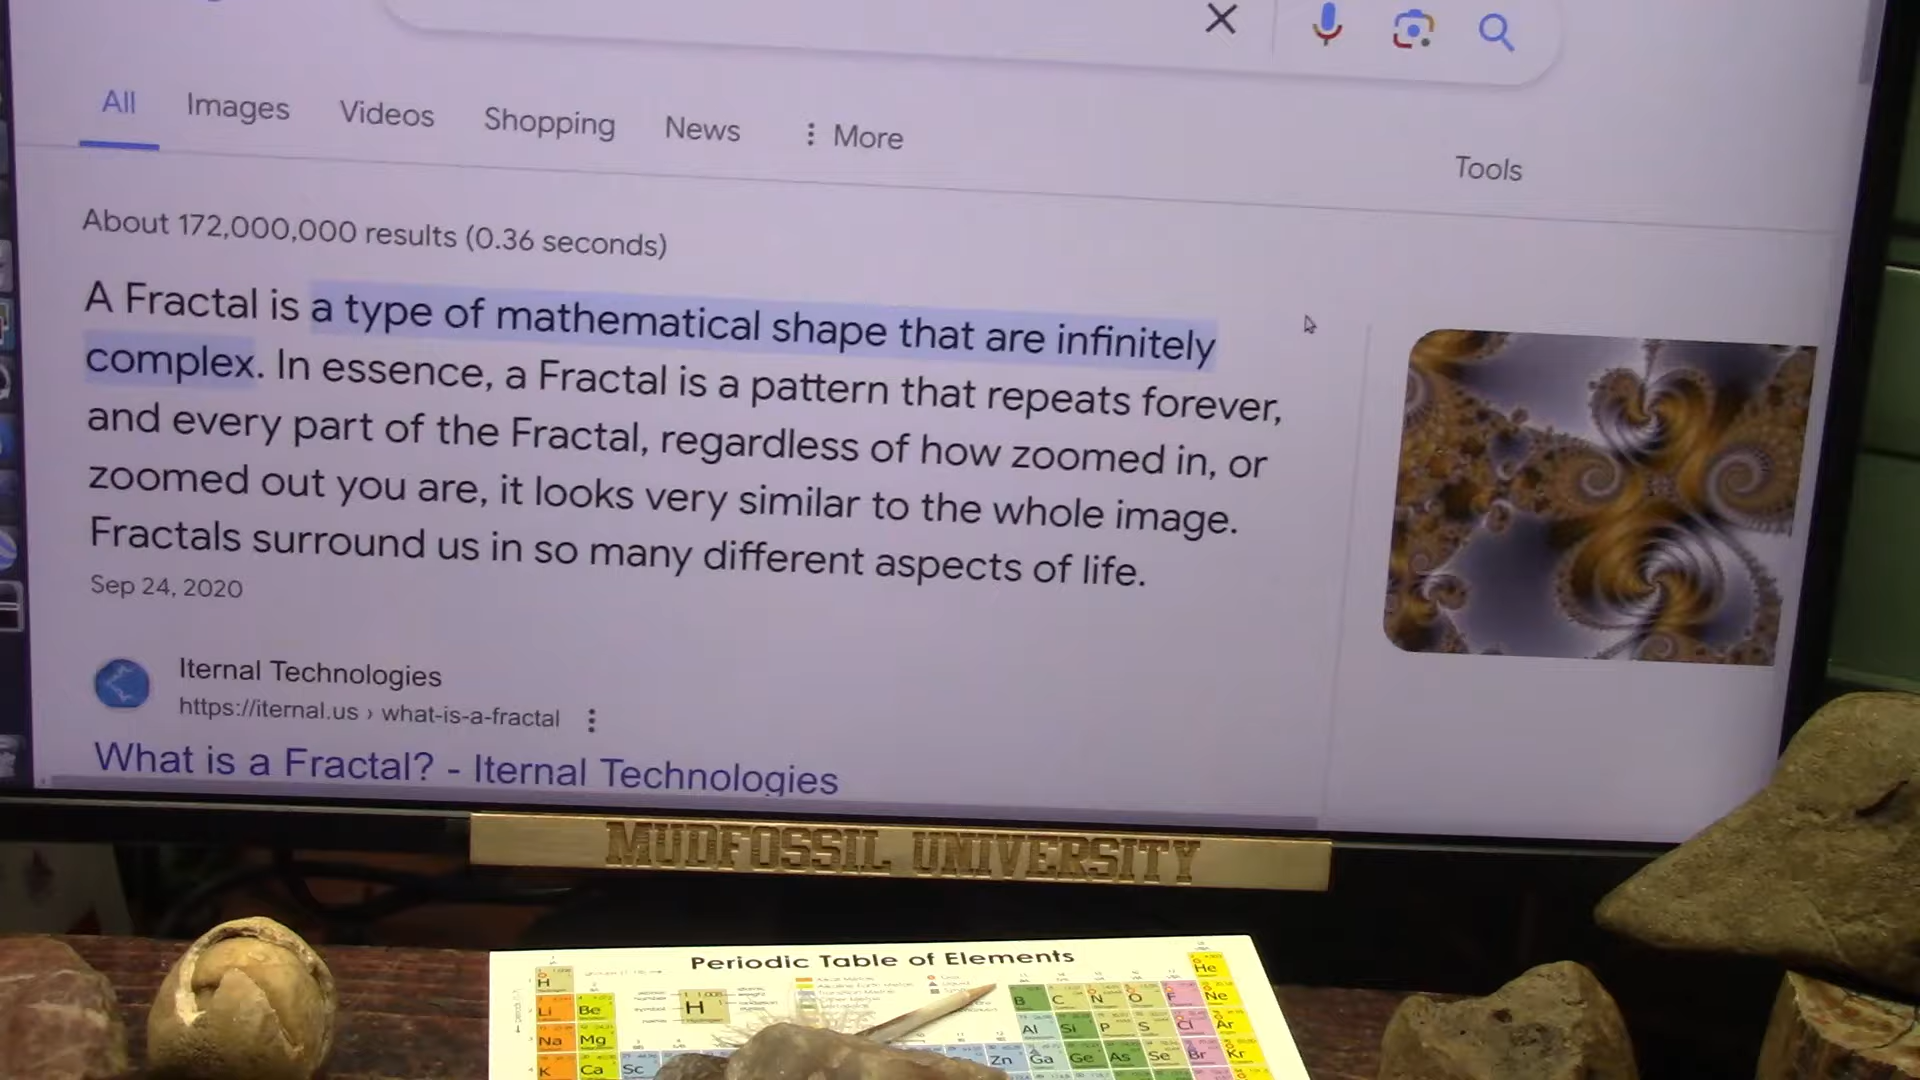 All Images Videos Shopping News More
Tools
About 172,000,000 results (0.36 seconds)
A Fractal is a type of mathematical shape that are infinitely
complex. In essence, a Fractal is a pattern that repeats forever,
and every part of the Fractal, regardless of how zoomed in, or
zoomed out you are, it looks very similar to the whole image.
Fractals surround us in so many different aspects of life.
Sep 24, 2020
Iternal Technologies
https://iternal.us › what-is-a-fractal
What is a Fractal? - Iternal Technologies
MUDFOSSIL UNIVERSITY
Periodic Table of Elements
H He
Li Be H B C N O F Ne
Na Mg Al Si P S Cl Ar
K Ca Sc Zn Ga Ge As Se Br Kr